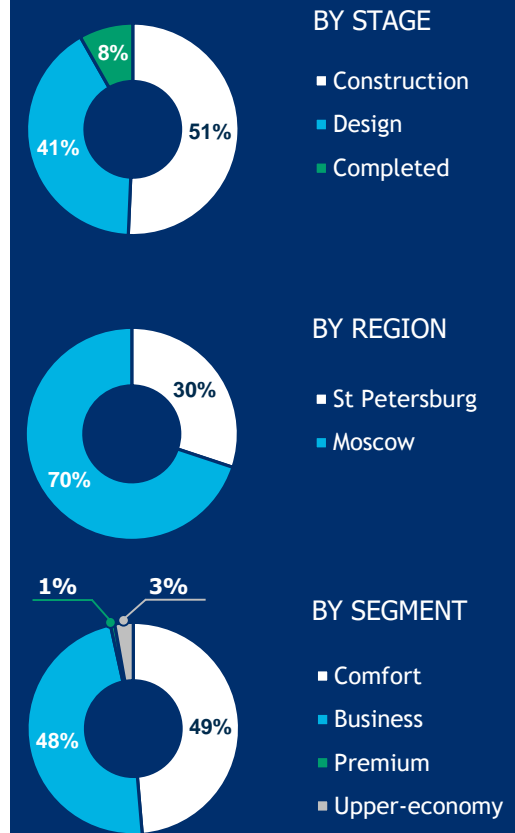 BY STAGE
8%
51%
41%
Construction
Design
Completed
BY REGION
30%
70%
St Petersburg
Moscow
1%
3%
BY SEGMENT
49%
48%
Comfort
Business
Premium
Upper-economy